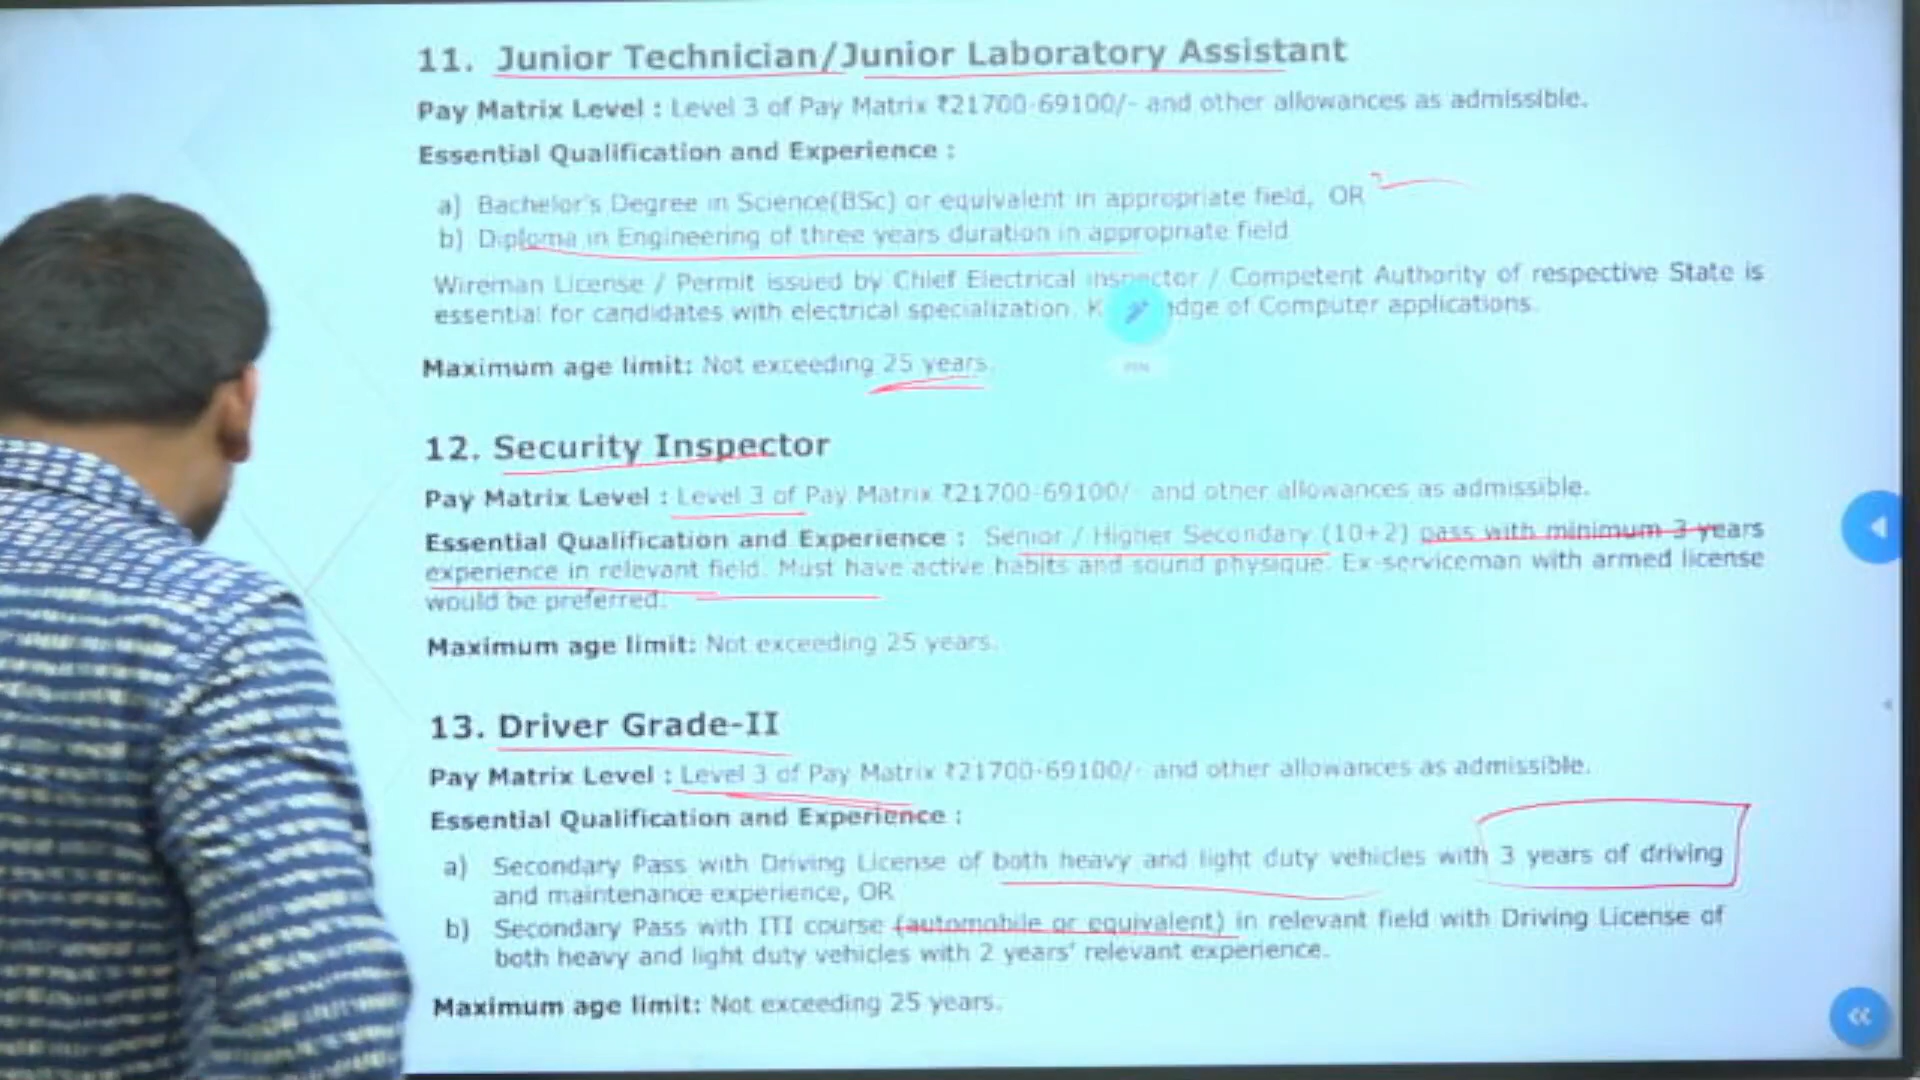 11. Junior Technician/Junior Laboratory Assistant
Pay Matrix Level : Level 3 of Pay Matrix ₹21700-69100/- and other allowances as admissible.
Essential Qualification and Experience :
a) Bachelor's Degree in Science(BSc) or equivalent in appropriate field, OR
b) Diploma in Engineering of three years duration in appropriate field
Wireman License / Permit issued by Chief Electrical Inspector / Competent Authority of respective State is
essential for candidates with electrical specialization. K edge of Computer applications.
Maximum age limit: Not exceeding 25 years.
12. Security Inspector
Pay Matrix Level : Level 3 of Pay Matrix ₹21700-69100/- and other allowances as admissible.
Essential Qualification and Experience : Senior / Higher Secondary (10+2) pass with minimum 3 years
experience in relevant field. Must have active habits and sound physique. Ex-serviceman with armed license
would be preferred.
Maximum age limit: Not exceeding 25 years.
13. Driver Grade-II
Pay Matrix Level : Level 3 of Pay Matrix ₹21700-69100/- and other allowances as admissible.
Essential Qualification and Experience :
a) Secondary Pass with Driving License of both heavy and light duty vehicles with 3 years of driving
and maintenance experience, OR
b) Secondary Pass with ITI course (automobile or equivalent) in relevant field with Driving License of
both heavy and light duty vehicles with 2 years' relevant experience.
Maximum age limit: Not exceeding 25 years.